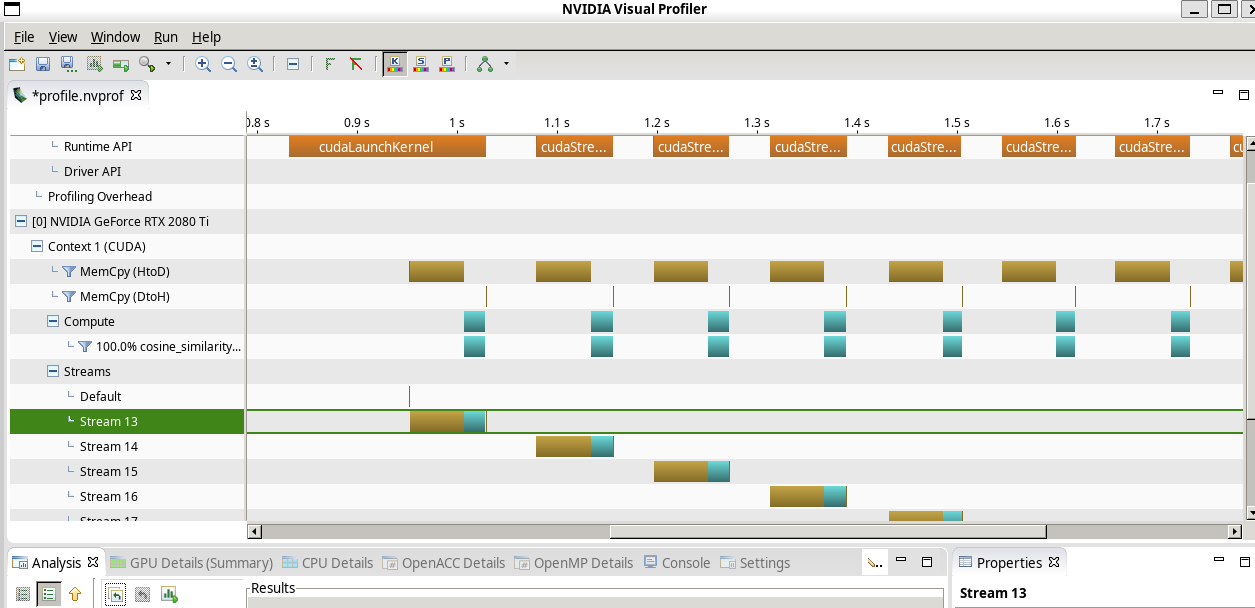 NVIDIA Visual Profiler
File View Window Run Help
K S P
*profile.nvprof
0.8 s 0.9 s 1 s 1.1 s 1.2 s 1.3 s 1.4 s 1.5 s 1.6 s 1.7 s
Runtime API cudaLaunchKernel cudaStre... cudaStre... cudaStre... cudaStre... cudaStre... cudaStre... cu
Driver API
Profiling Overhead
[0] NVIDIA GeForce RTX 2080 Ti
Context 1 (CUDA)
MemCpy (HtoD)
MemCpy (DtoH)
Compute
100.0% cosine_similarity...
Streams
Default
Stream 13
Stream 14
Stream 15
Stream 16
Stream 17
Analysis GPU Details (Summary) CPU Details OpenACC Details OpenMP Details Console Settings Properties
Results
Stream 13